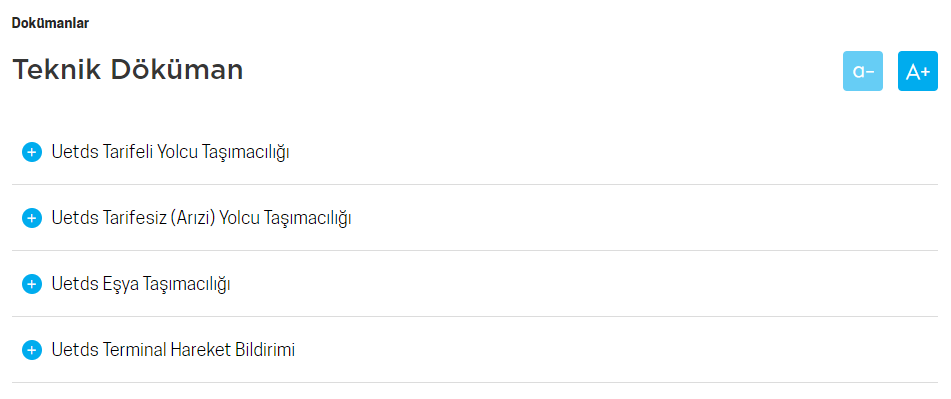 Dokümanlar
Teknik Döküman
a-
A+
Uetds Tarifeli Yolcu Taşımacılığı
Uetds Tarifesiz (Arızi) Yolcu Taşımacılığı
Uetds Eşya Taşımacılığı
Uetds Terminal Hareket Bildirimi